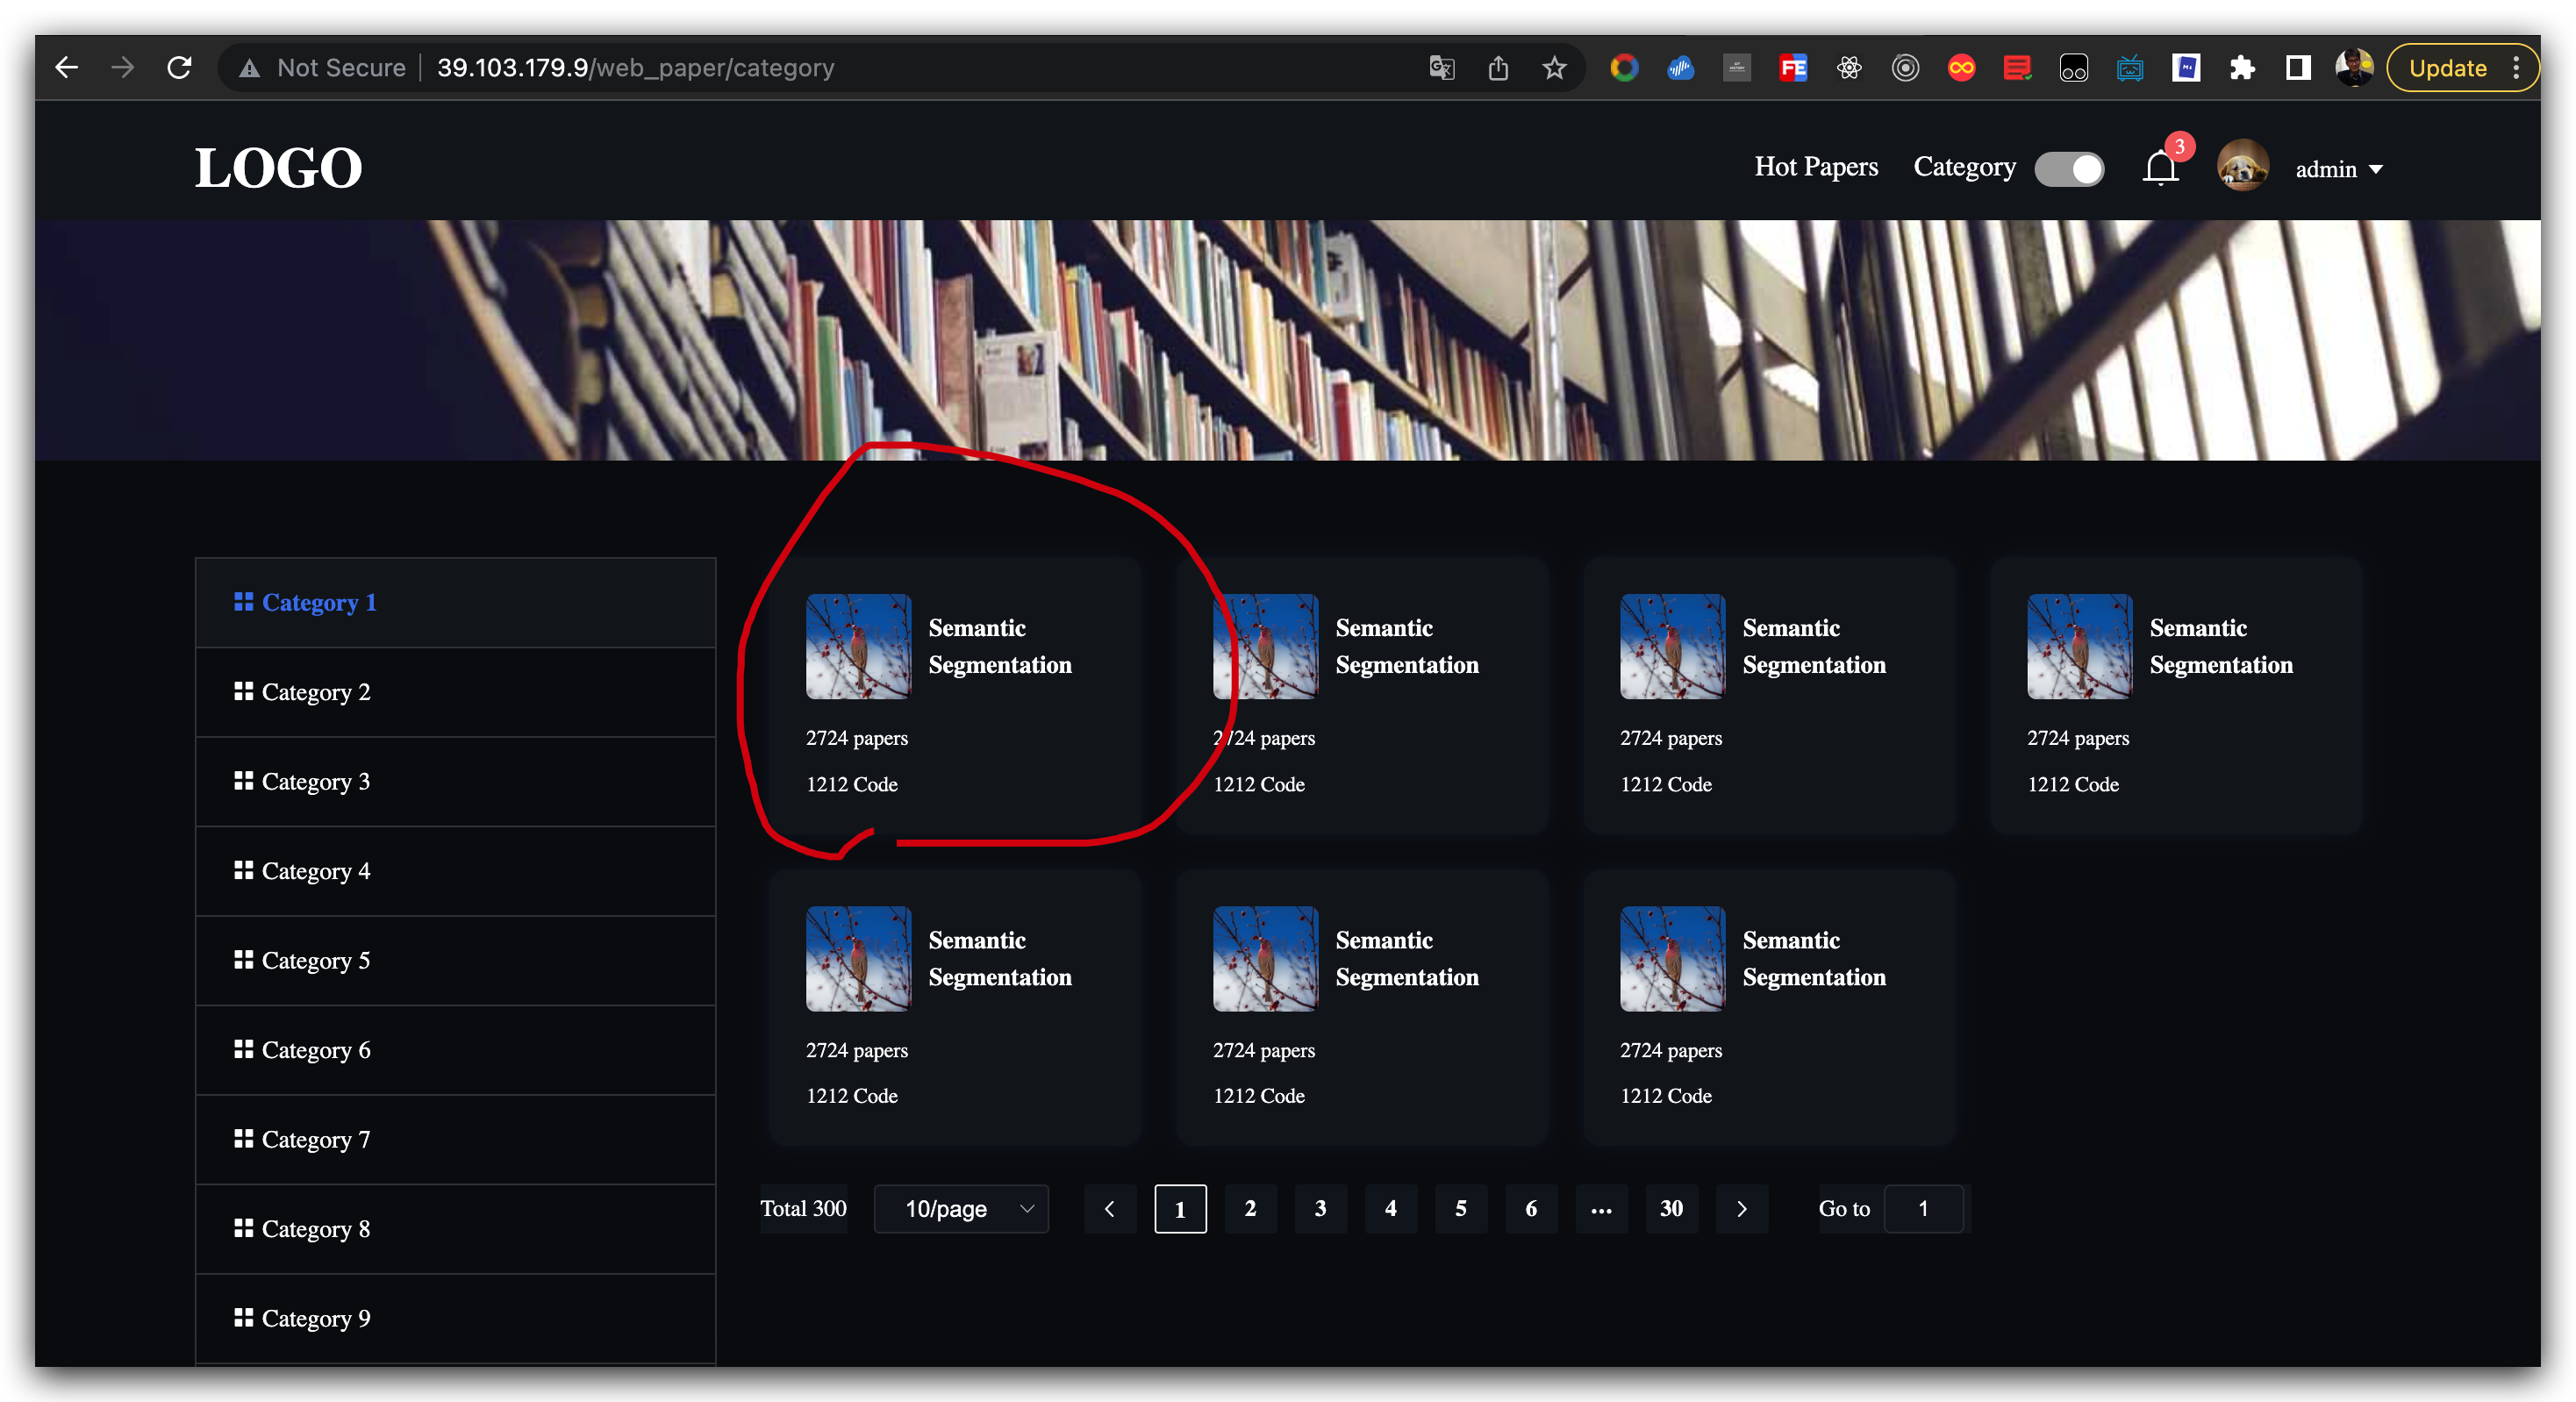 Not Secure 39.103.179.9/web_paper/category
Update
LOGO
Hot Papers Category 3 admin
Category 1
Category 2
Category 3
Category 4
Category 5
Category 6
Category 7
Category 8
Category 9
Semantic
Segmentation
2724 papers
1212 Code
Semantic
Segmentation
2724 papers
1212 Code
Semantic
Segmentation
2724 papers
1212 Code
Semantic
Segmentation
2724 papers
1212 Code
Semantic
Segmentation
2724 papers
1212 Code
Semantic
Segmentation
2724 papers
1212 Code
Semantic
Segmentation
2724 papers
1212 Code
Total 300 10/page 1 2 3 4 5 6 ... 30 Go to 1